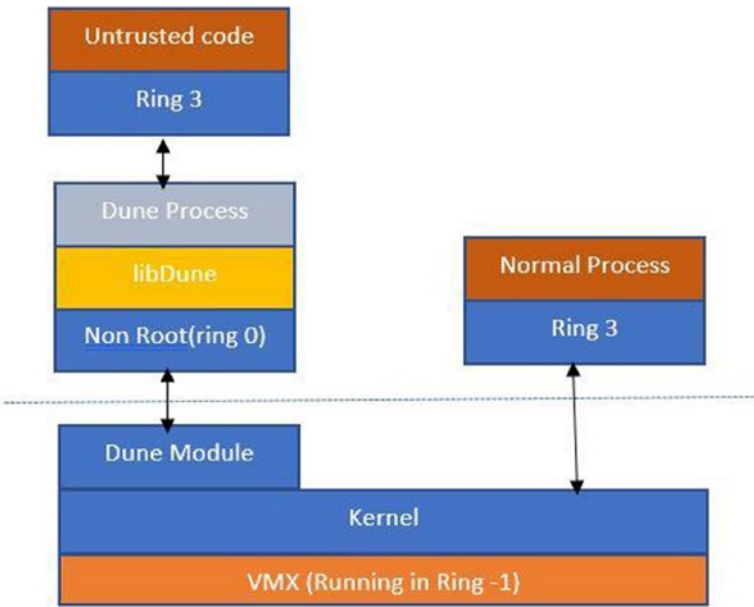 Untrusted code
Ring 3
Dune Process
libDune
Non Root(ring 0)
Normal Process
Ring 3
Dune Module
Kernel
VMX (Running in Ring -1)